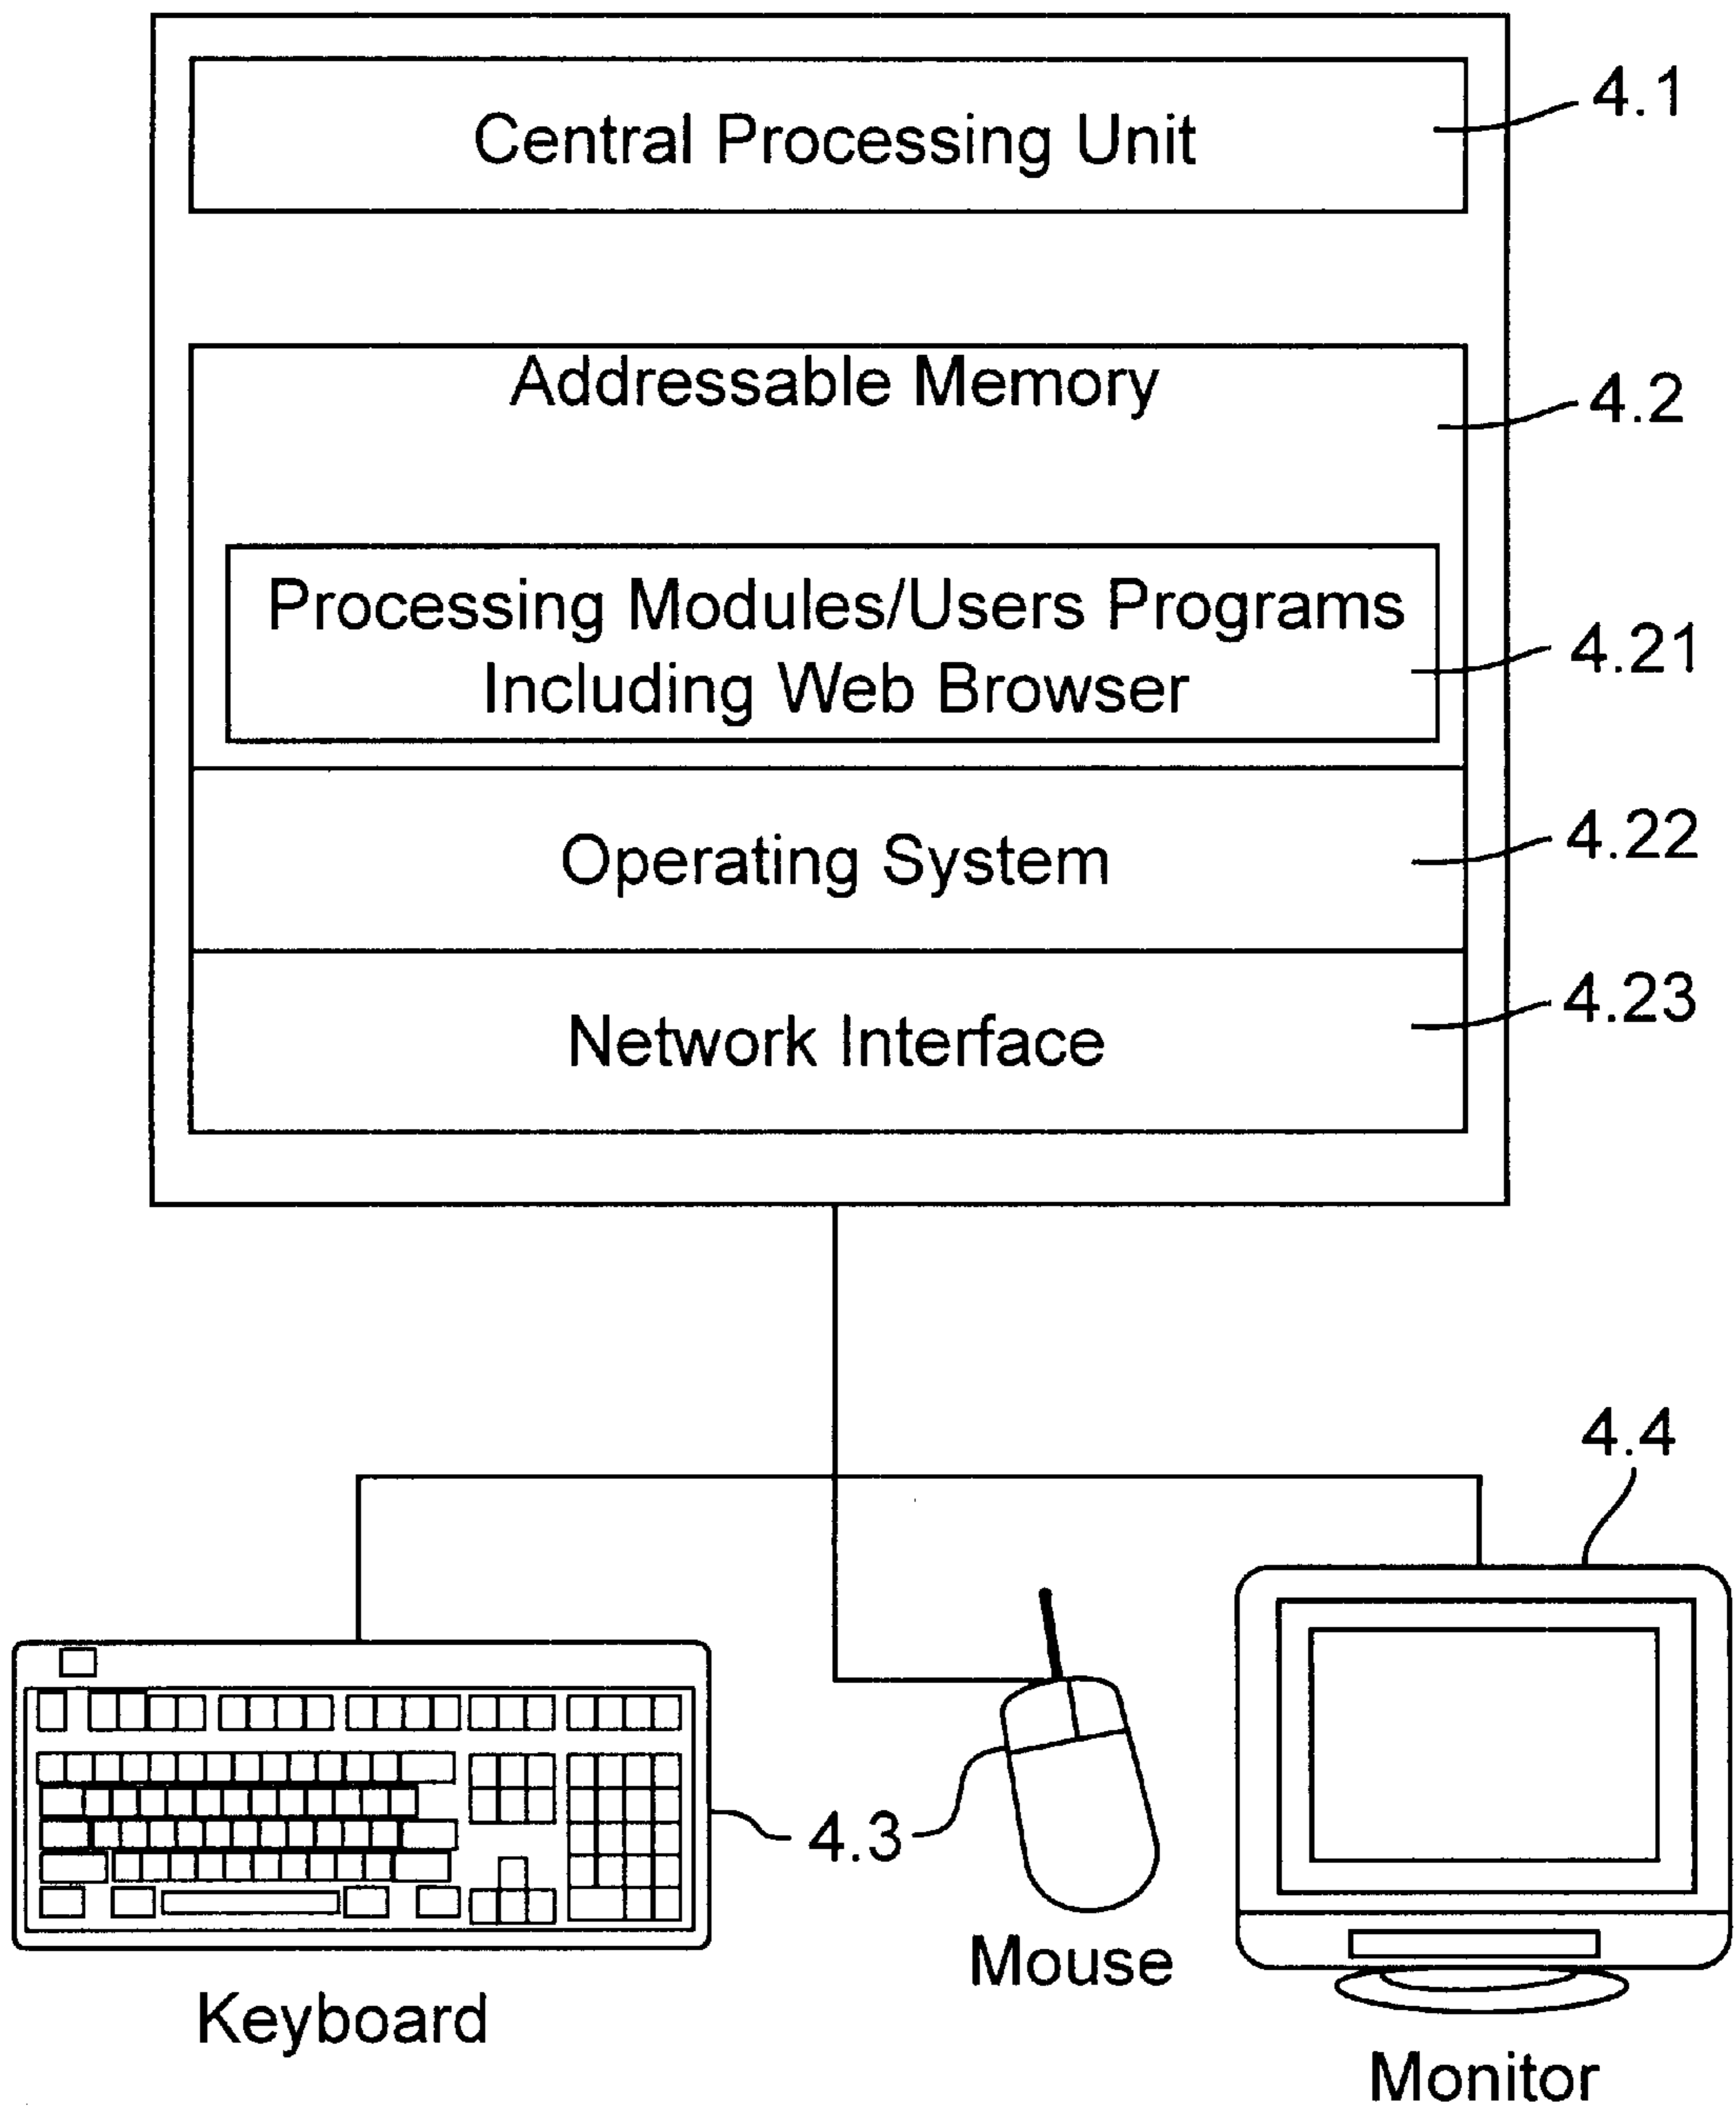 Central Processing Unit
4.1
Addressable Memory
4.2
Processing Modules/Users Programs
Including Web Browser
4.21
Operating System
4.22
Network Interface
4.23
4.4
4.3
Mouse
Keyboard
Monitor